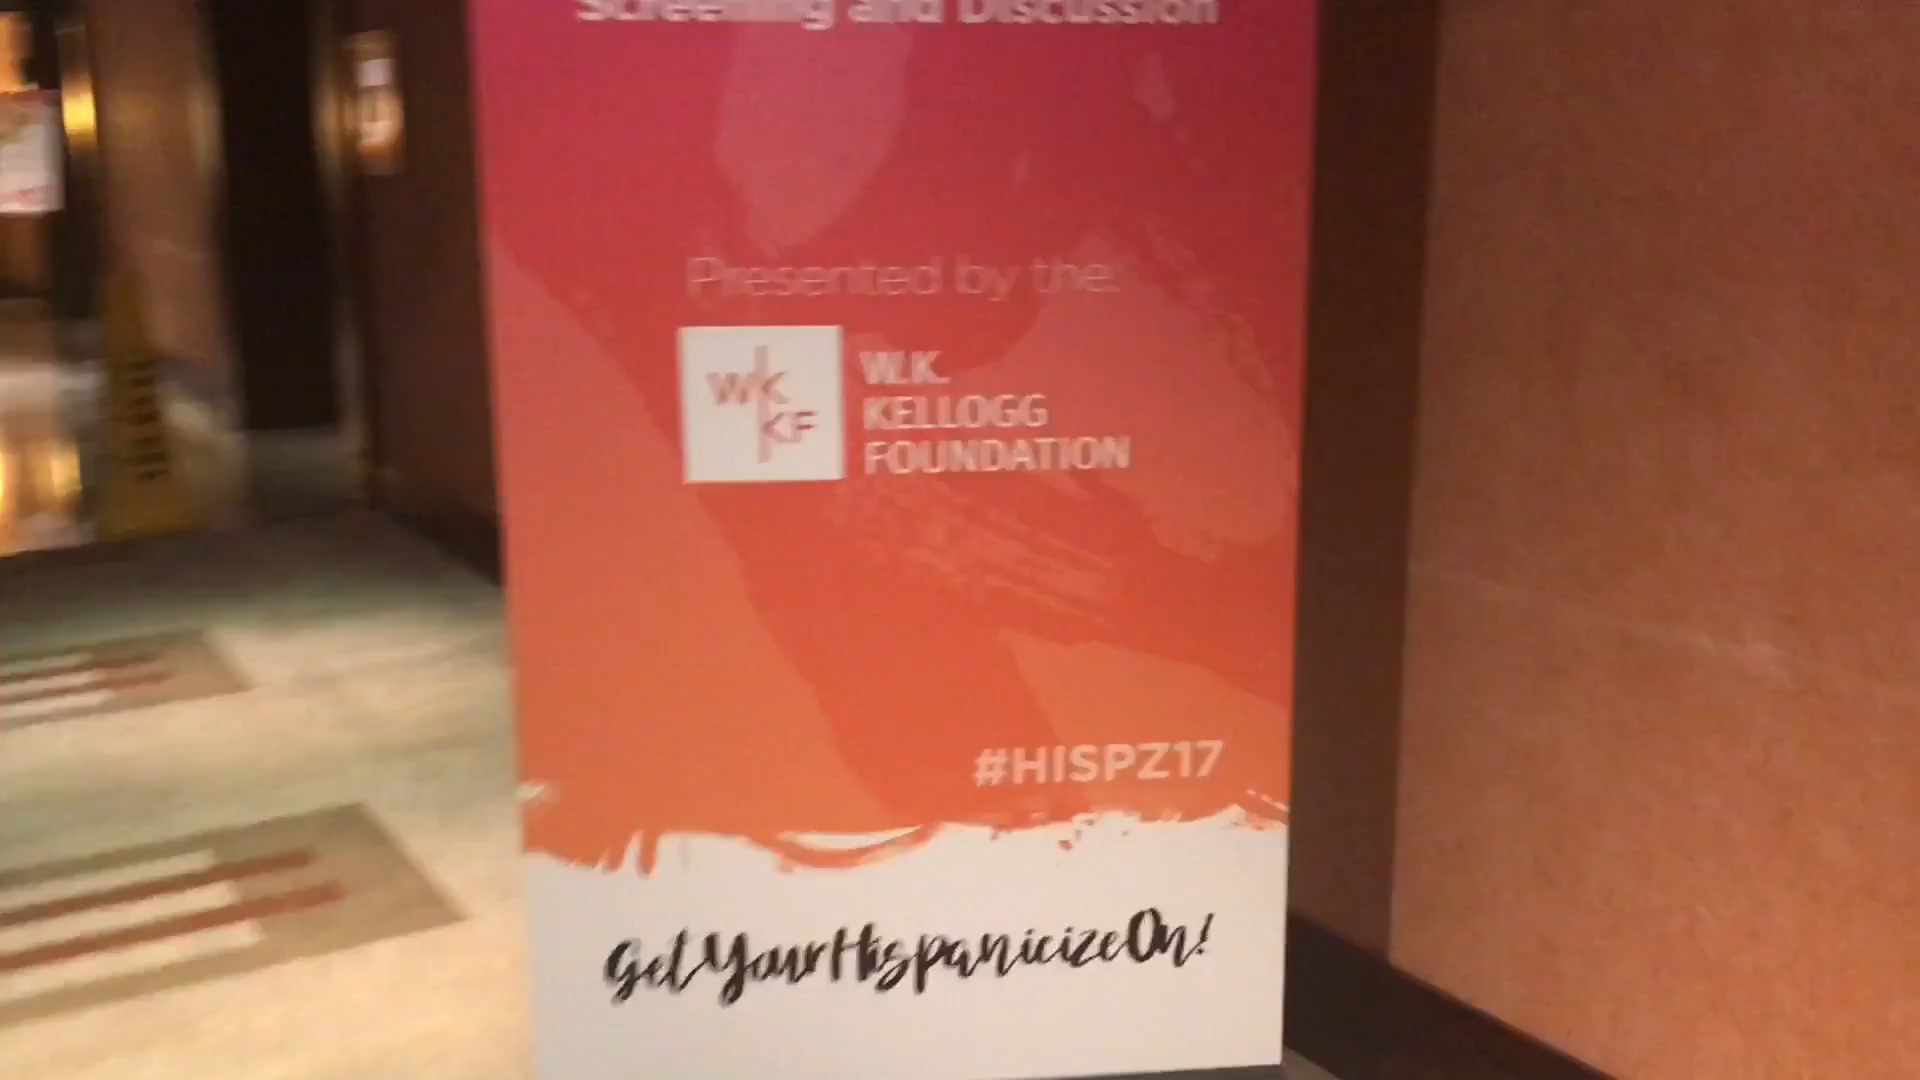 Screening and Discussion
Presented by the:
WK
KF
W.K.
KELLOGG
FOUNDATION
#HISPZ17
GetYourHispanicizeOn!